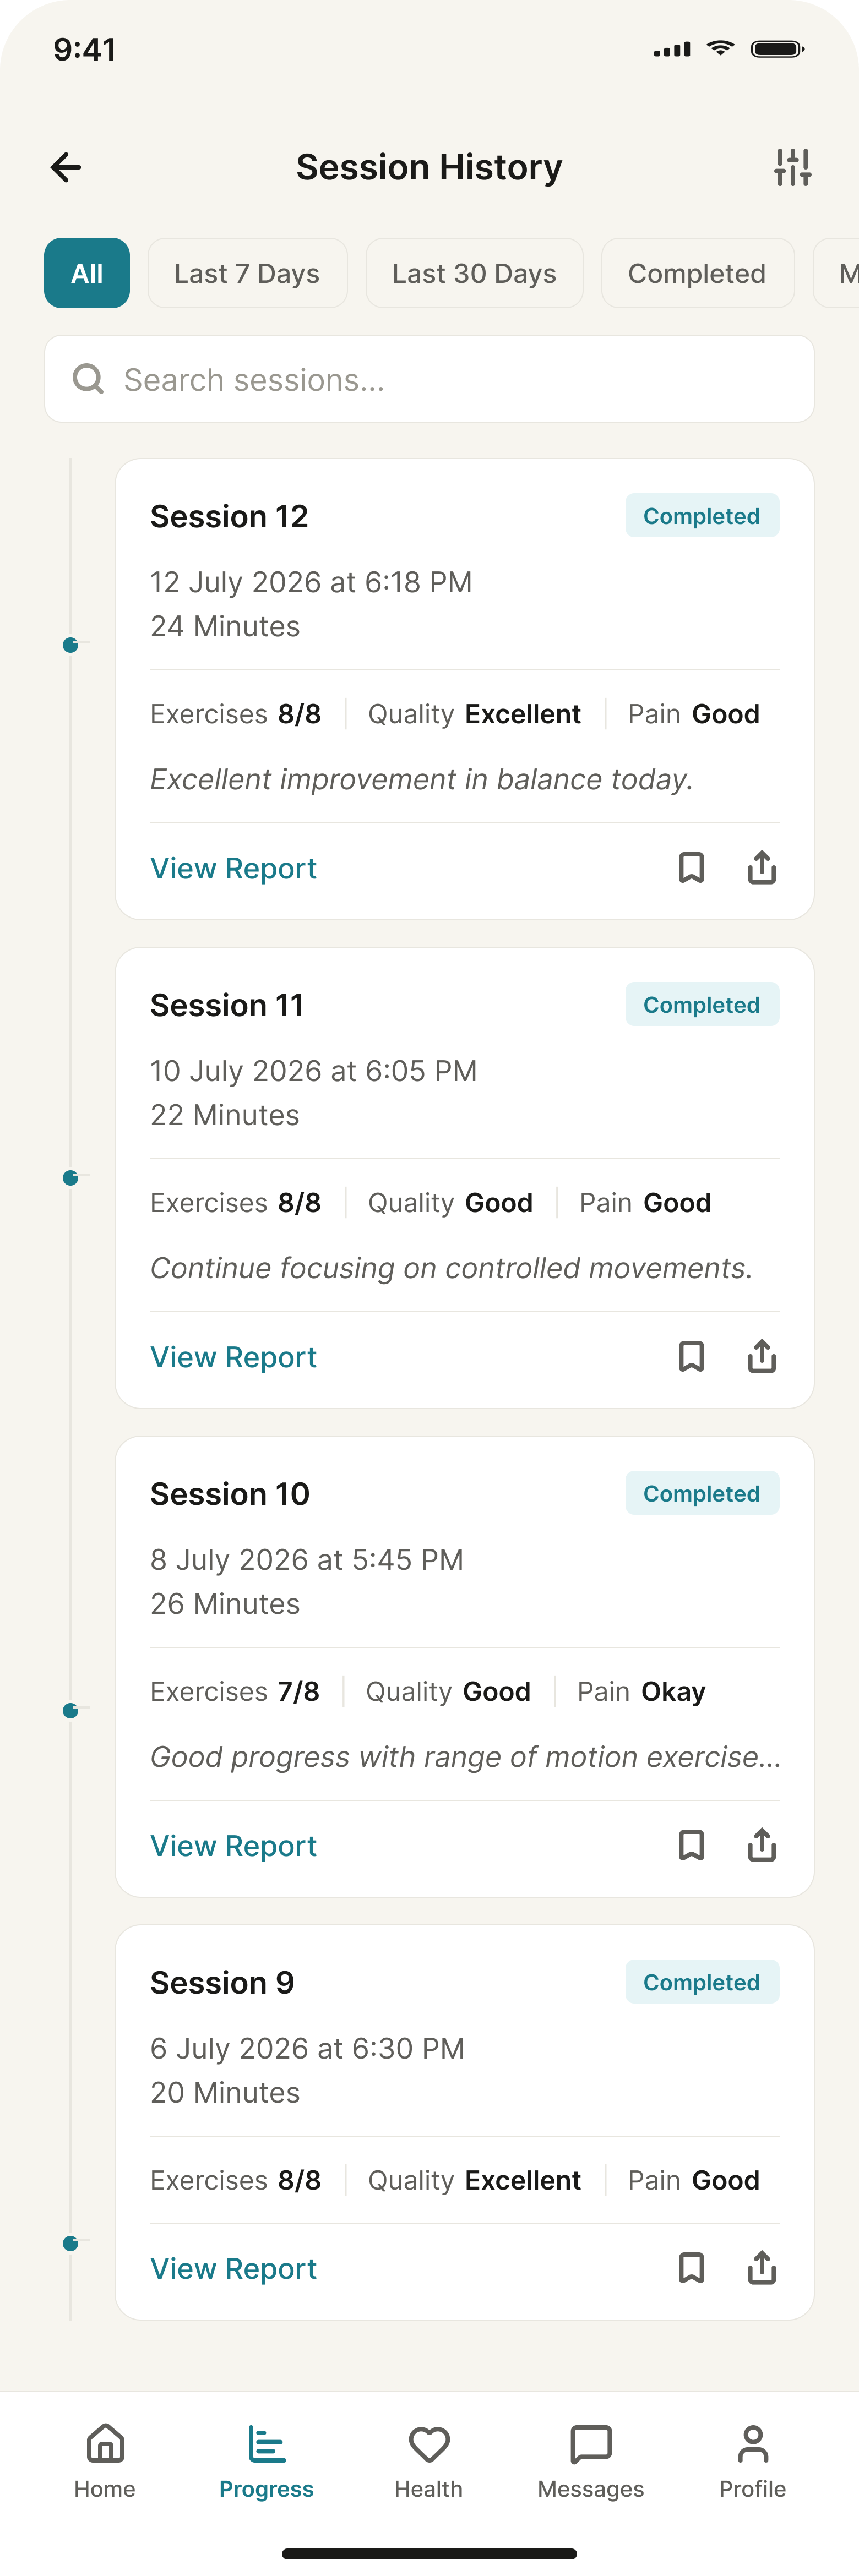 9:41
Session History
All
Last 7 Days
Last 30 Days
Completed
M
Search sessions...
Session 12
Completed
12 July 2026 at 6:18 PM
24 Minutes
Exercises 8/8
Quality Excellent
Pain Good
Excellent improvement in balance today.
View Report
Session 11
Completed
10 July 2026 at 6:05 PM
22 Minutes
Exercises 8/8
Quality Good
Pain Good
Continue focusing on controlled movements.
View Report
Session 10
Completed
8 July 2026 at 5:45 PM
26 Minutes
Exercises 7/8
Quality Good
Pain Okay
Good progress with range of motion exercise...
View Report
Session 9
Completed
6 July 2026 at 6:30 PM
20 Minutes
Exercises 8/8
Quality Excellent
Pain Good
View Report
Home
Progress
Health
Messages
Profile